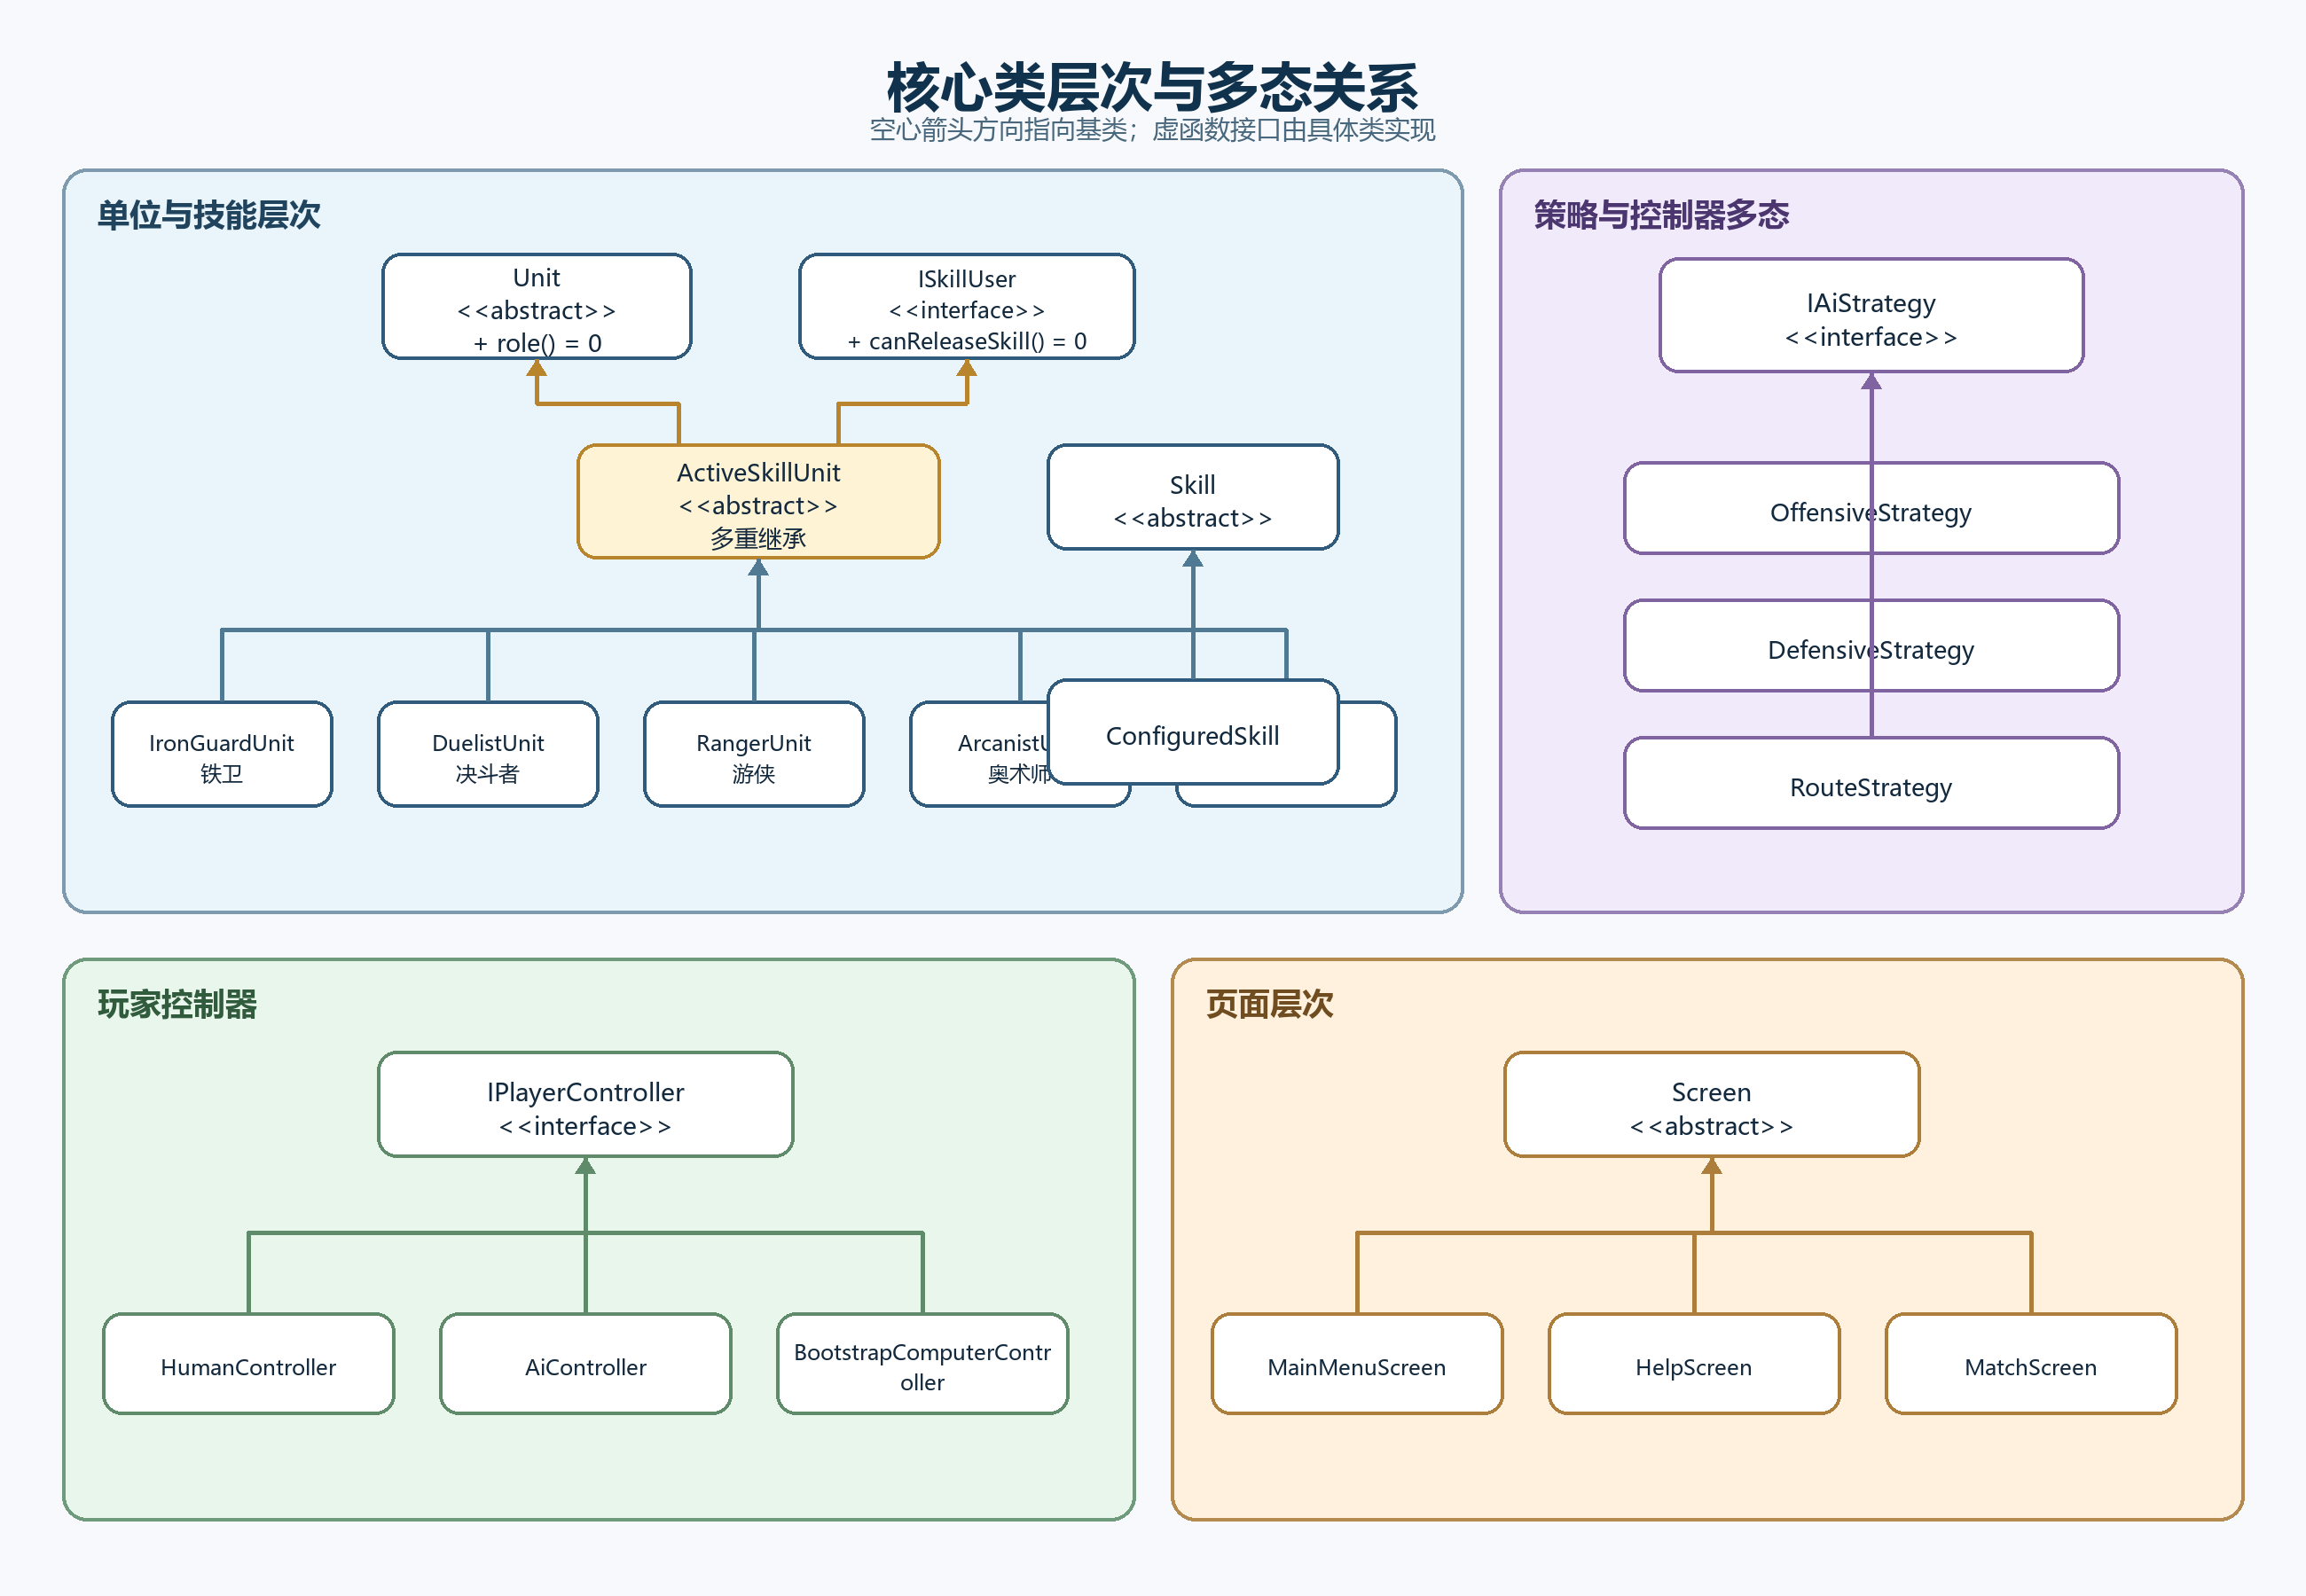 核心类层次与多态关系
空心箭头方向指向基类；虚函数接口由具体类实现
单位与技能层次
Unit
<<abstract>>
+ role() = 0
ISkillUser
<<interface>>
+ canReleaseSkill() = 0
ActiveSkillUnit
<<abstract>>
多重继承
Skill
<<abstract>>
IronGuardUnit
铁卫
DuelistUnit
决斗者
RangerUnit
游侠
ArcanistU
奥术师
ConfiguredSkill
策略与控制器多态
IAiStrategy
<<interface>>
OffensiveStrategy
DefensiveStrategy
RouteStrategy
玩家控制器
IPlayerController
<<interface>>
HumanController
AiController
BootstrapComputerContr
oller
页面层次
Screen
<<abstract>>
MainMenuScreen
HelpScreen
MatchScreen